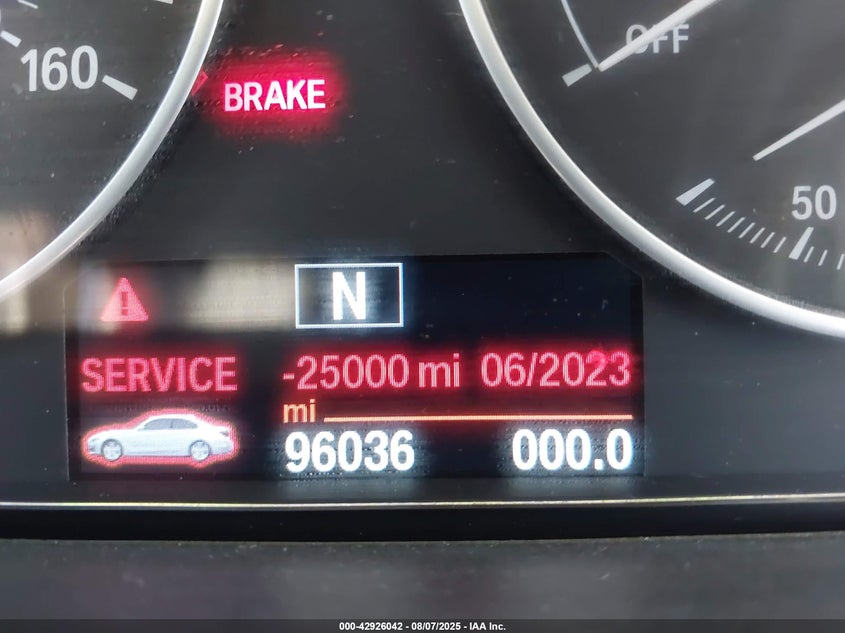 160
BRAKE
OFF
50
N
SERVICE -25000 mi 06/2023
mi
96036 000.0
000-42926042 - 08/07/2025 - IAA Inc.